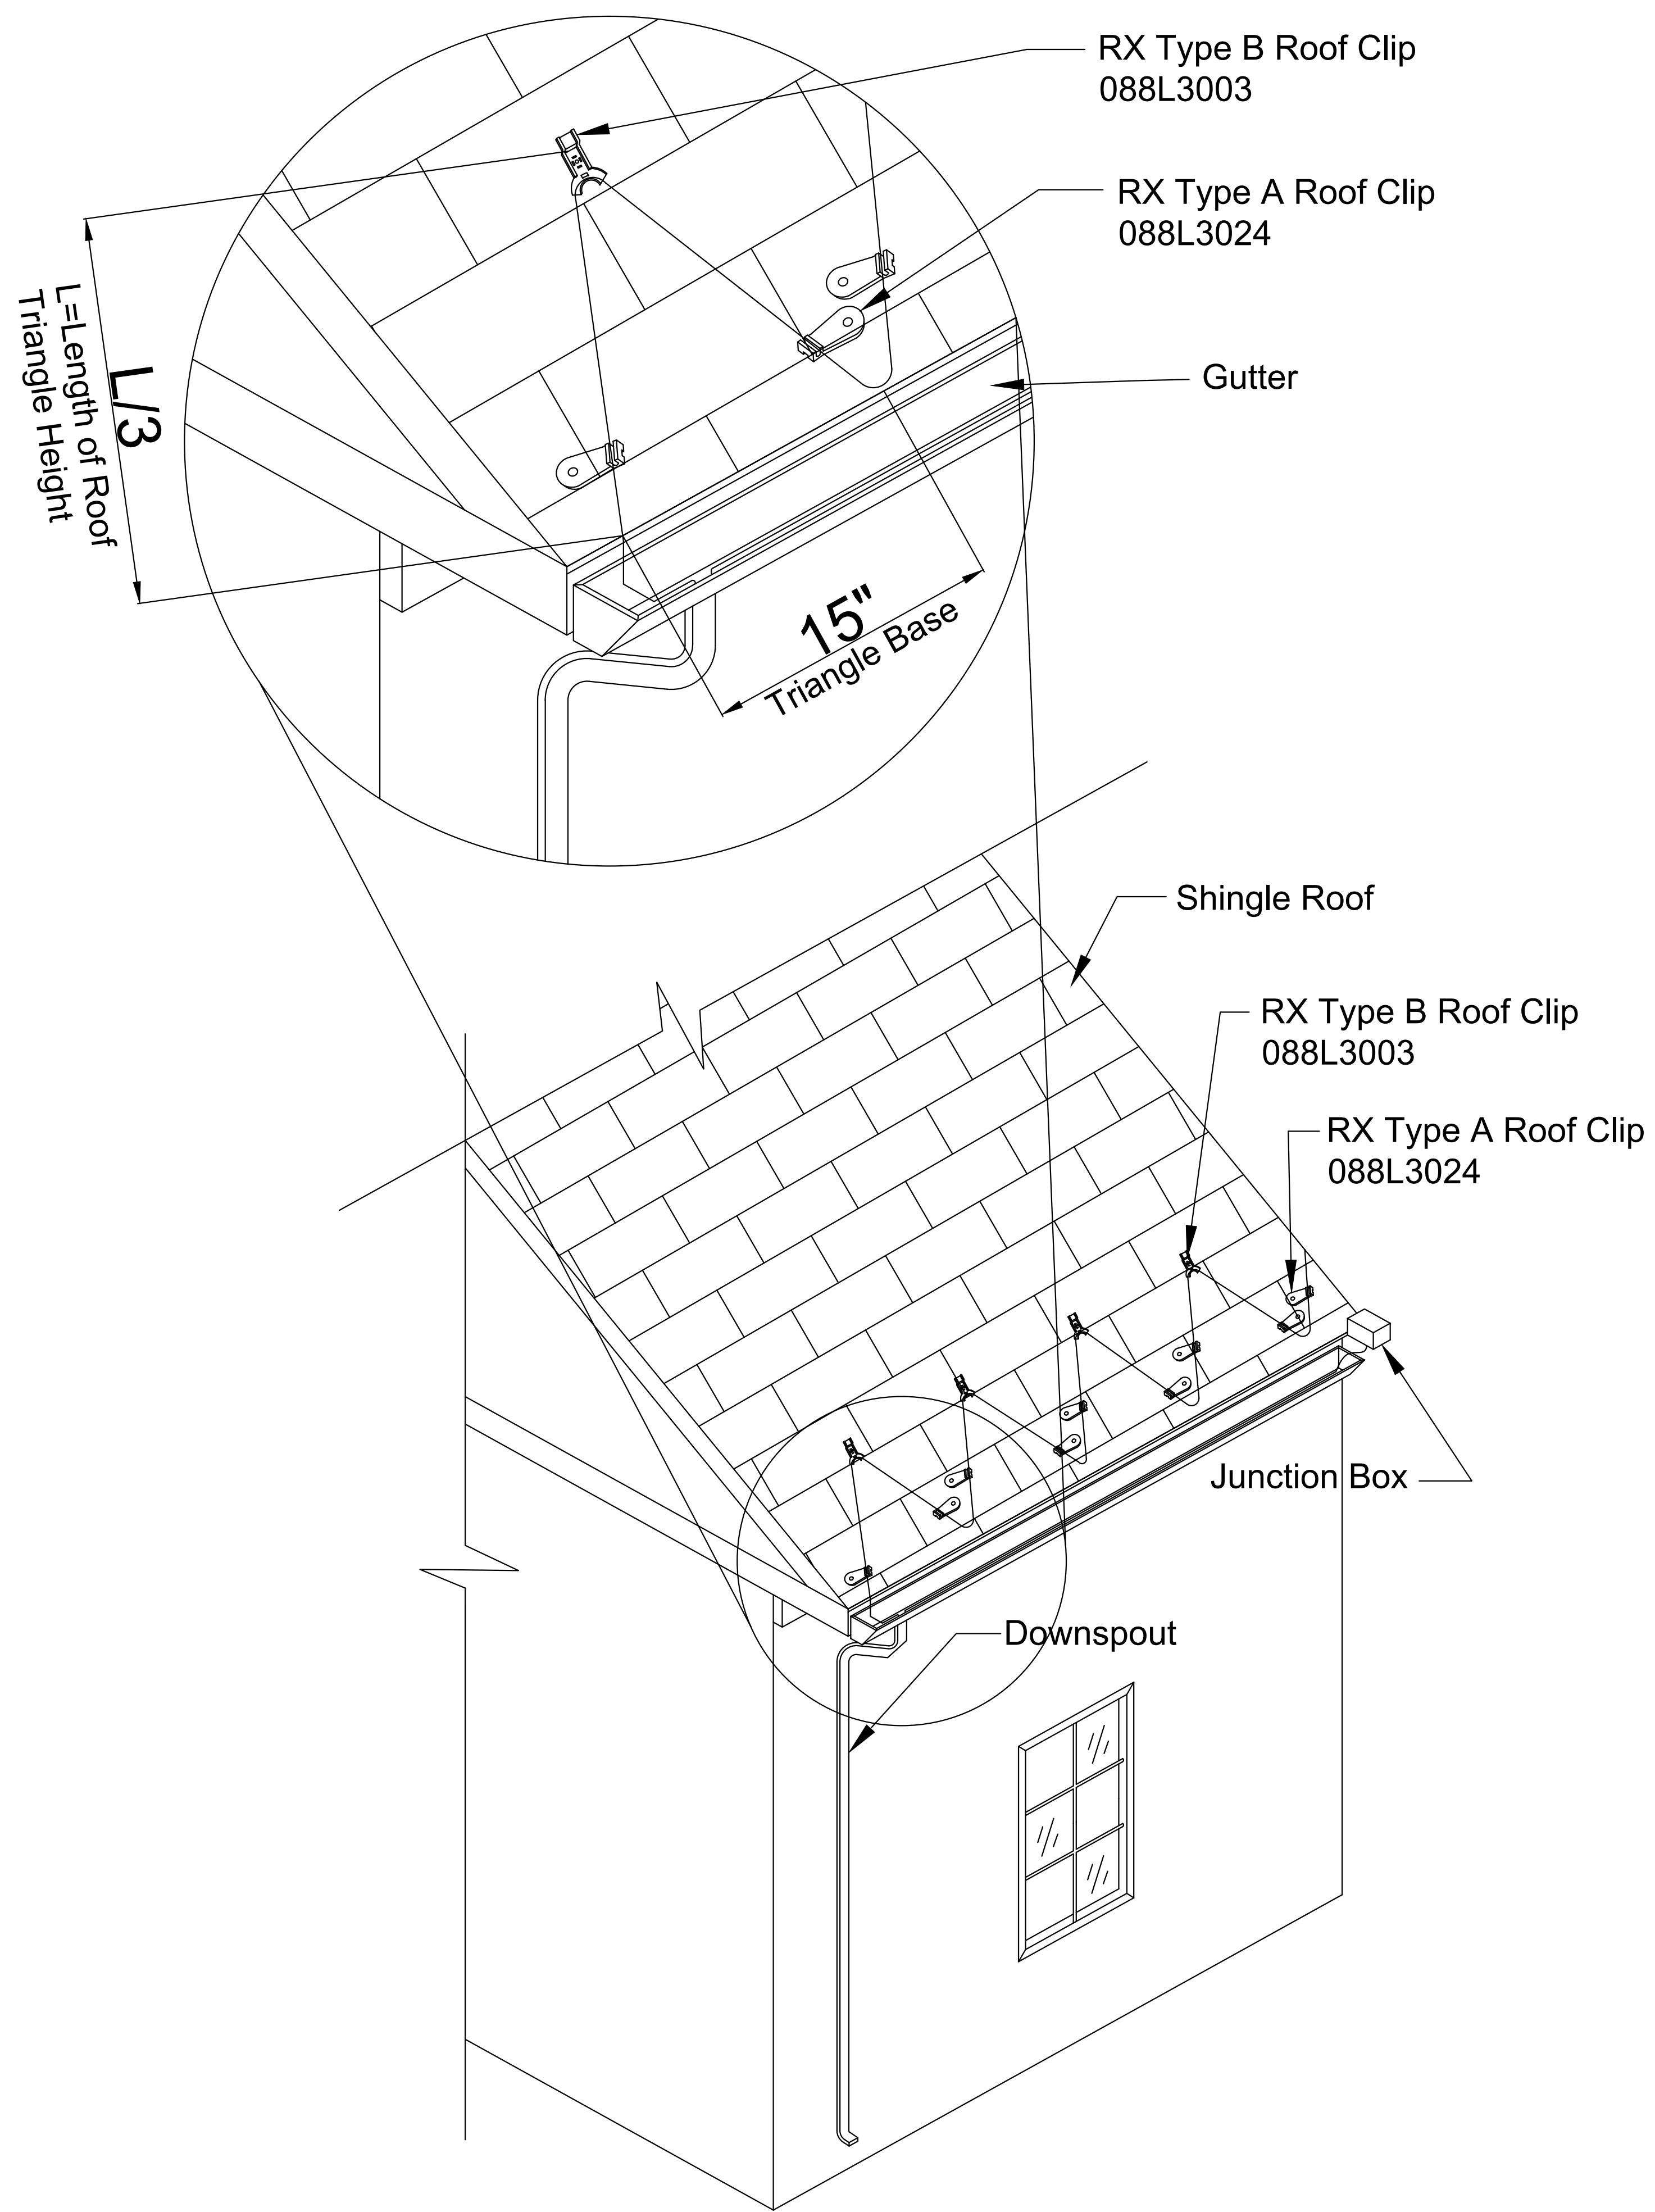 RX Type B Roof Clip
088L3003
RX Type A Roof Clip
088L3024
Gutter
L/3
L=Length of Roof
Triangle Height
15"
Triangle Base
Shingle Roof
RX Type B Roof Clip
088L3003
RX Type A Roof Clip
088L3024
Junction Box
Downspout